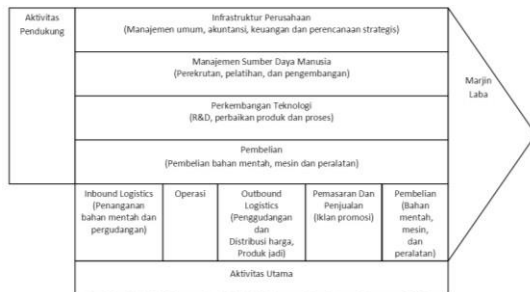 Aktivitas
Pendukung
Infrastruktur Perusahaan
(Manajemen umum, akuntansi, keuangan dan perencanaan strategis)
Manajemen Sumber Daya Manusia
(Perekrutan, pelatihan, dan pengembangan)
Perkembangan Teknologi
(R&D, perbaikan produk dan proses)
Pembelian
(Pembelian bahan mentah, mesin dan peralatan)
Marjin
Laba
Inbound Logistics
(Penanganan
bahan mentah dan
pergudangan)
Operasi
Outbound
Logistics
(Penggudangan
dan
Distribusi harga,
Produk jadi)
Pemasaran Dan
Penjualan
(Iklan promosi)
Pembelian
(Bahan
mentah,
mesin,
dan
peralatan)
Aktivitas Utama